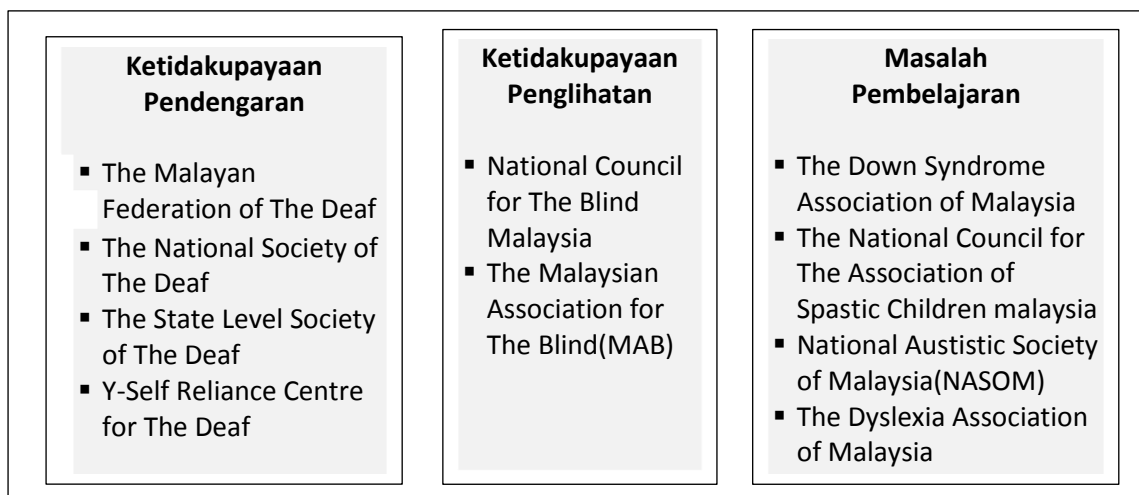 Ketidakupayaan
Pendengaran
▪ The Malayan
Federation of The Deaf
▪ The National Society of
The Deaf
▪ The State Level Society
of The Deaf
▪ Y-Self Reliance Centre
for The Deaf
Ketidakupayaan
Penglihatan
▪ National Council
for The Blind
Malaysia
▪ The Malaysian
Association for
The Blind(MAB)
Masalah
Pembelajaran
▪ The Down Syndrome
Association of Malaysia
▪ The National Council for
The Association of
Spastic Children malaysia
▪ National Austistic Society
of Malaysia(NASOM)
▪ The Dyslexia Association
of Malaysia